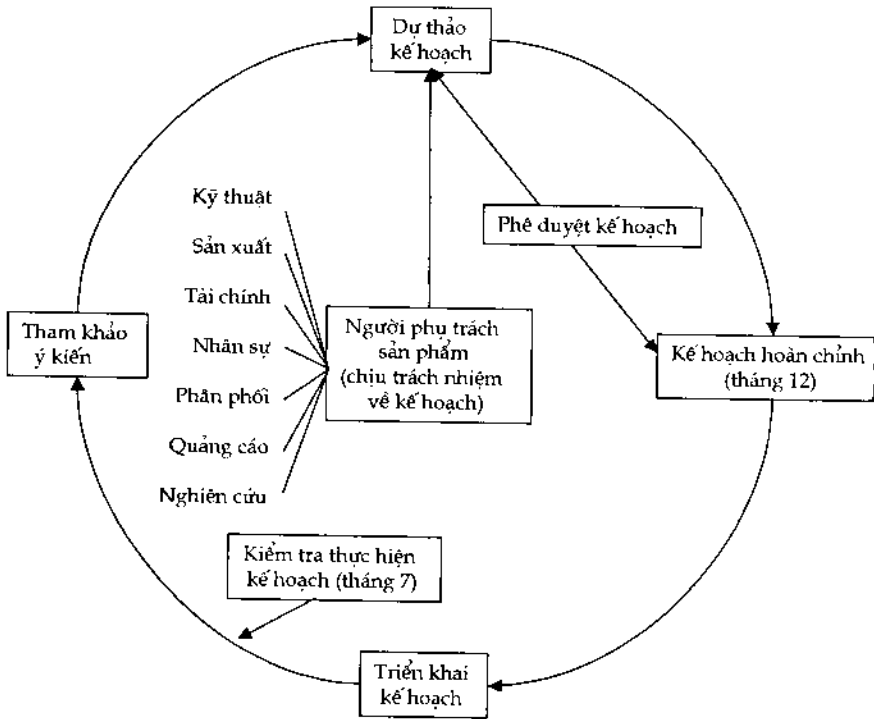 Dự thảo
kế hoạch
Kỹ thuật
Phê duyệt kế hoạch
Sản xuất
Tài chính
Tham khảo
ý kiến
Nhân sự
Người phụ trách
sản phẩm
(chịu trách nhiệm
về kế hoạch)
Kế hoạch hoàn chỉnh
(tháng 12)
Phân phối
Quảng cáo
Nghiên cứu
Kiểm tra thực hiện
kế hoạch (tháng 7)
Triển khai
kế hoạch